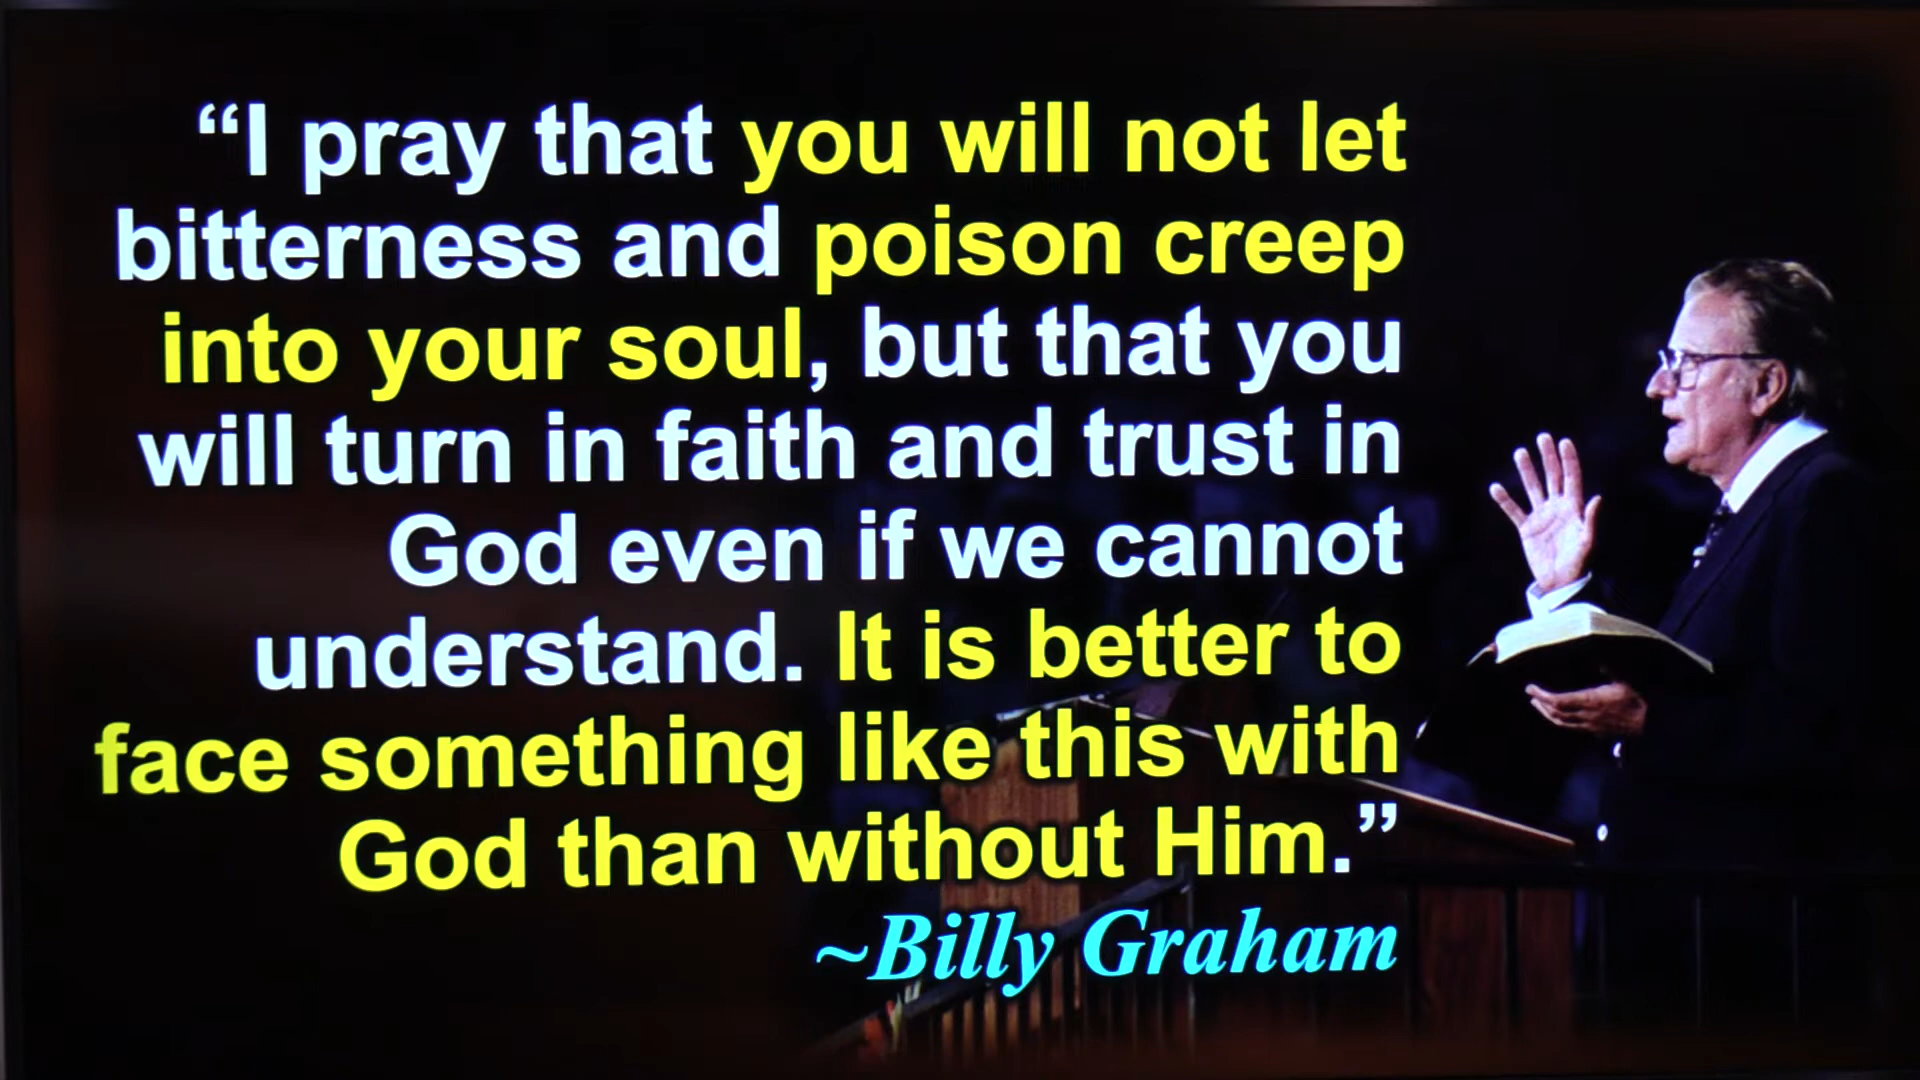 “I pray that you will not let
bitterness and poison creep
into your soul, but that you
will turn in faith and trust in
God even if we cannot
understand. It is better to
face something like this with
God than without Him.”
~Billy Graham